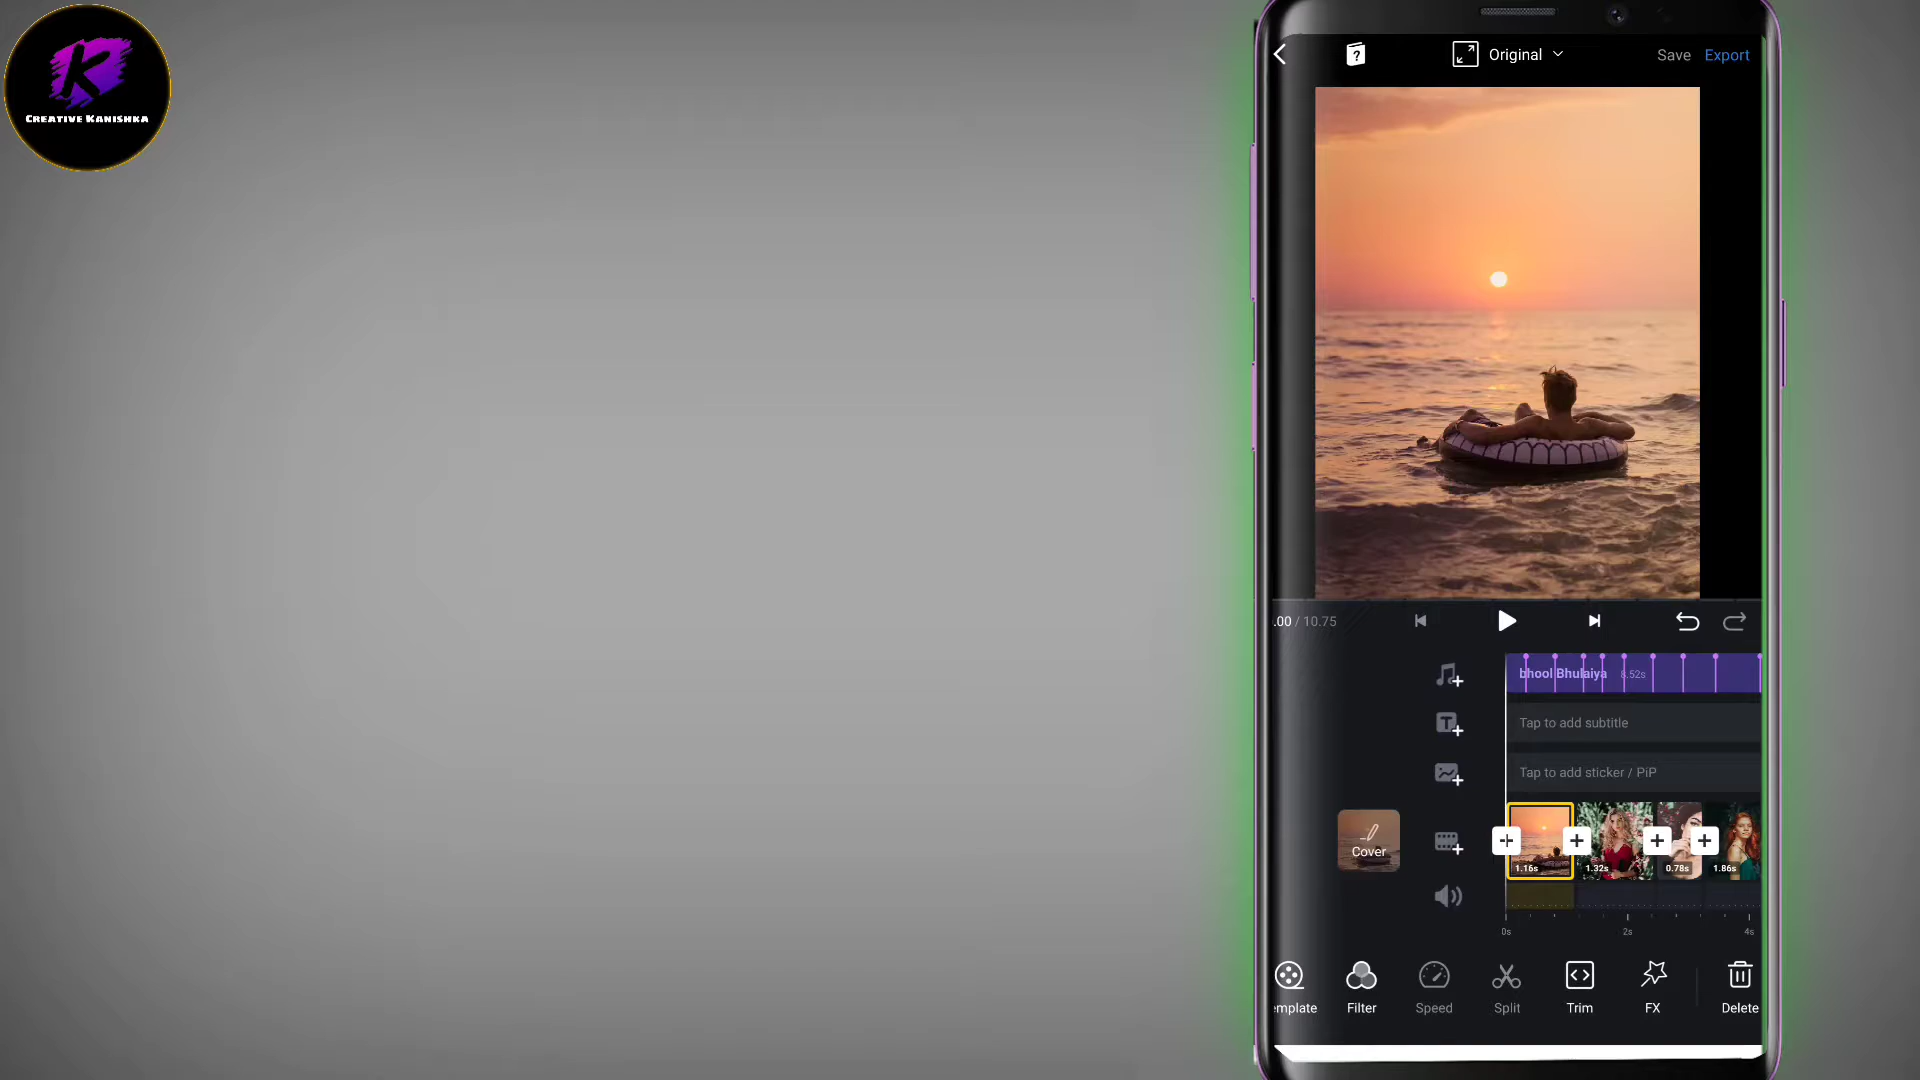 K
CREATIVE KANISHKA
?
Original
Save
Export
.00 / 10.75
bhool Bhulaiya 8.52s
T
Tap to add subtitle
Tap to add sticker / PiP
Cover
1.16s
1.32s
0.78s
1.86s
0s
2s
4s
emplate
Filter
Speed
Split
Trim
FX
Delete